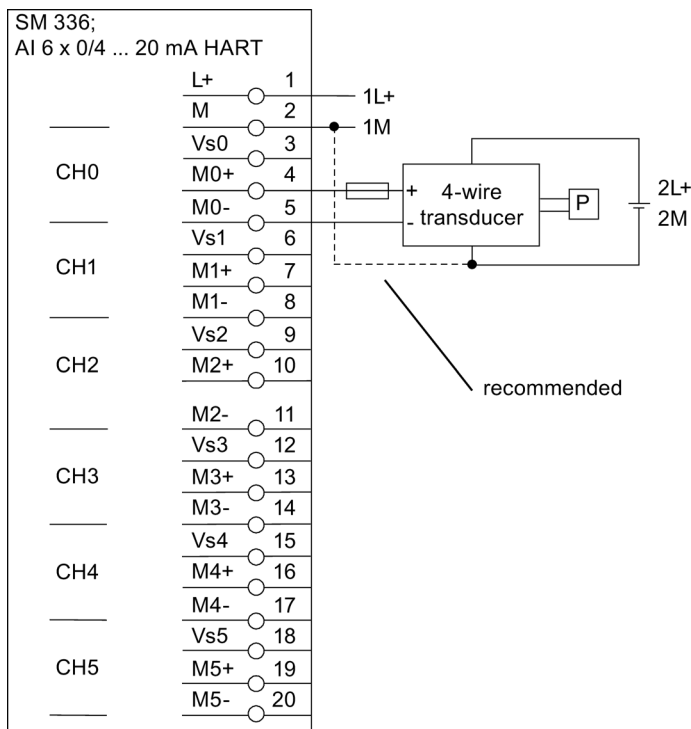 SM 336;
AI 6 x 0/4 ... 20 mA HART
L+ 1
1L+
M 2
1M
Vs0 3
CH0
M0+ 4
+ 4-wire
P
2L+
M0- 5
- transducer
2M
Vs1 6
CH1
M1+ 7
M1- 8
Vs2 9
CH2
M2+ 10
recommended
M2- 11
Vs3 12
CH3
M3+ 13
M3- 14
Vs4 15
CH4
M4+ 16
M4- 17
Vs5 18
CH5
M5+ 19
M5- 20